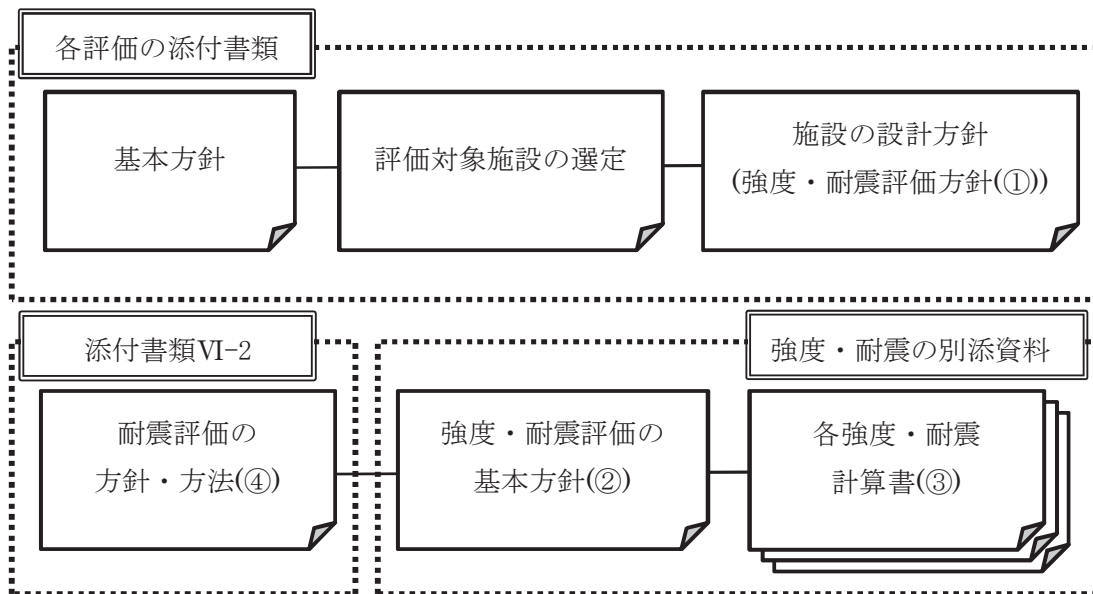 各評価の添付書類
基本方針
評価対象施設の選定
施設の設計方針
(強度・耐震評価方針(①))
添付書類Ⅵ-2
強度・耐震の別添資料
耐震評価の
方針・方法(④)
強度・耐震評価の
基本方針(②)
各強度・耐震
計算書(③)